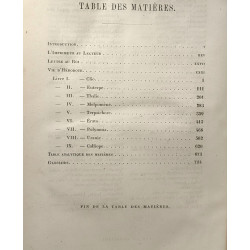 TABLE DES MATIÈRES.
INTRODUCTION
L'IMPRIMEUR AU LECTEUR
LETTRE AU ROI
VIE D'HÉRODOTE
LIVRE I. — Clio
— II. — Euterpe
— III. — Thalie
— IV. — Melpomène
— V. — Terpsichore
— VI. — Erato
— VII. — Polymnie
— VIII. — Uranie
— IX. — Calliope
TABLE ANALYTIQUE DES MATIÈRES
GLOSSAIRE
FIN DE LA TABLE DES MATIÈRES.